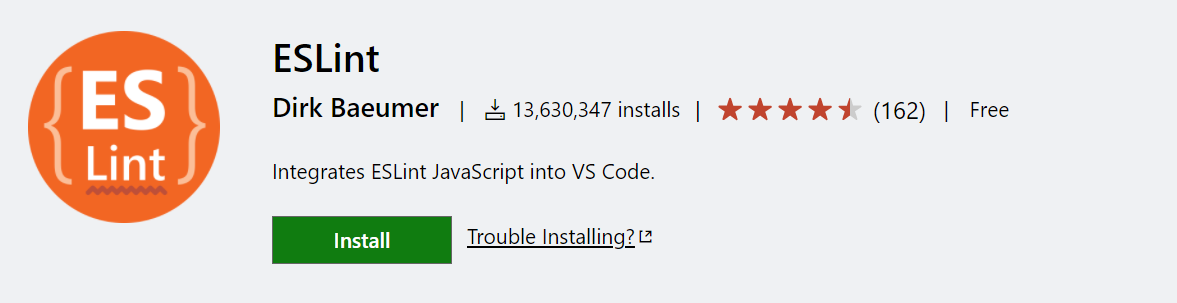 {ES
Lint}
ESLint
Dirk Baeumer | 13,630,347 installs | (162) | Free
Integrates ESLint JavaScript into VS Code.
Install Trouble Installing?